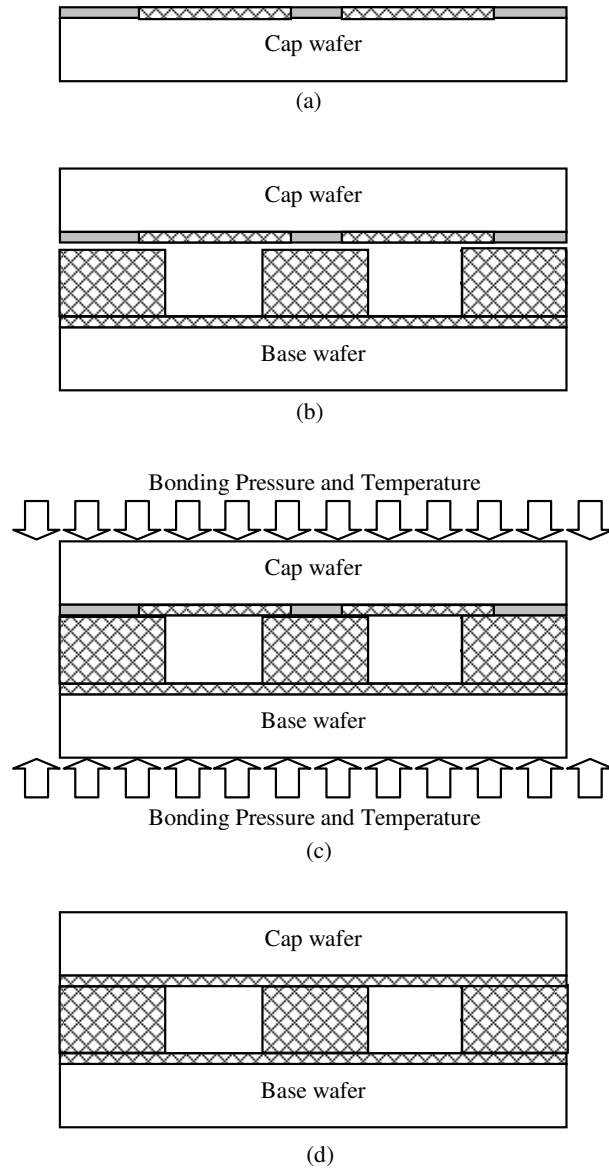 Cap wafer
(a)
Cap wafer
Base wafer
(b)
Bonding Pressure and Temperature
Cap wafer
Base wafer
Bonding Pressure and Temperature
(c)
Cap wafer
Base wafer
(d)